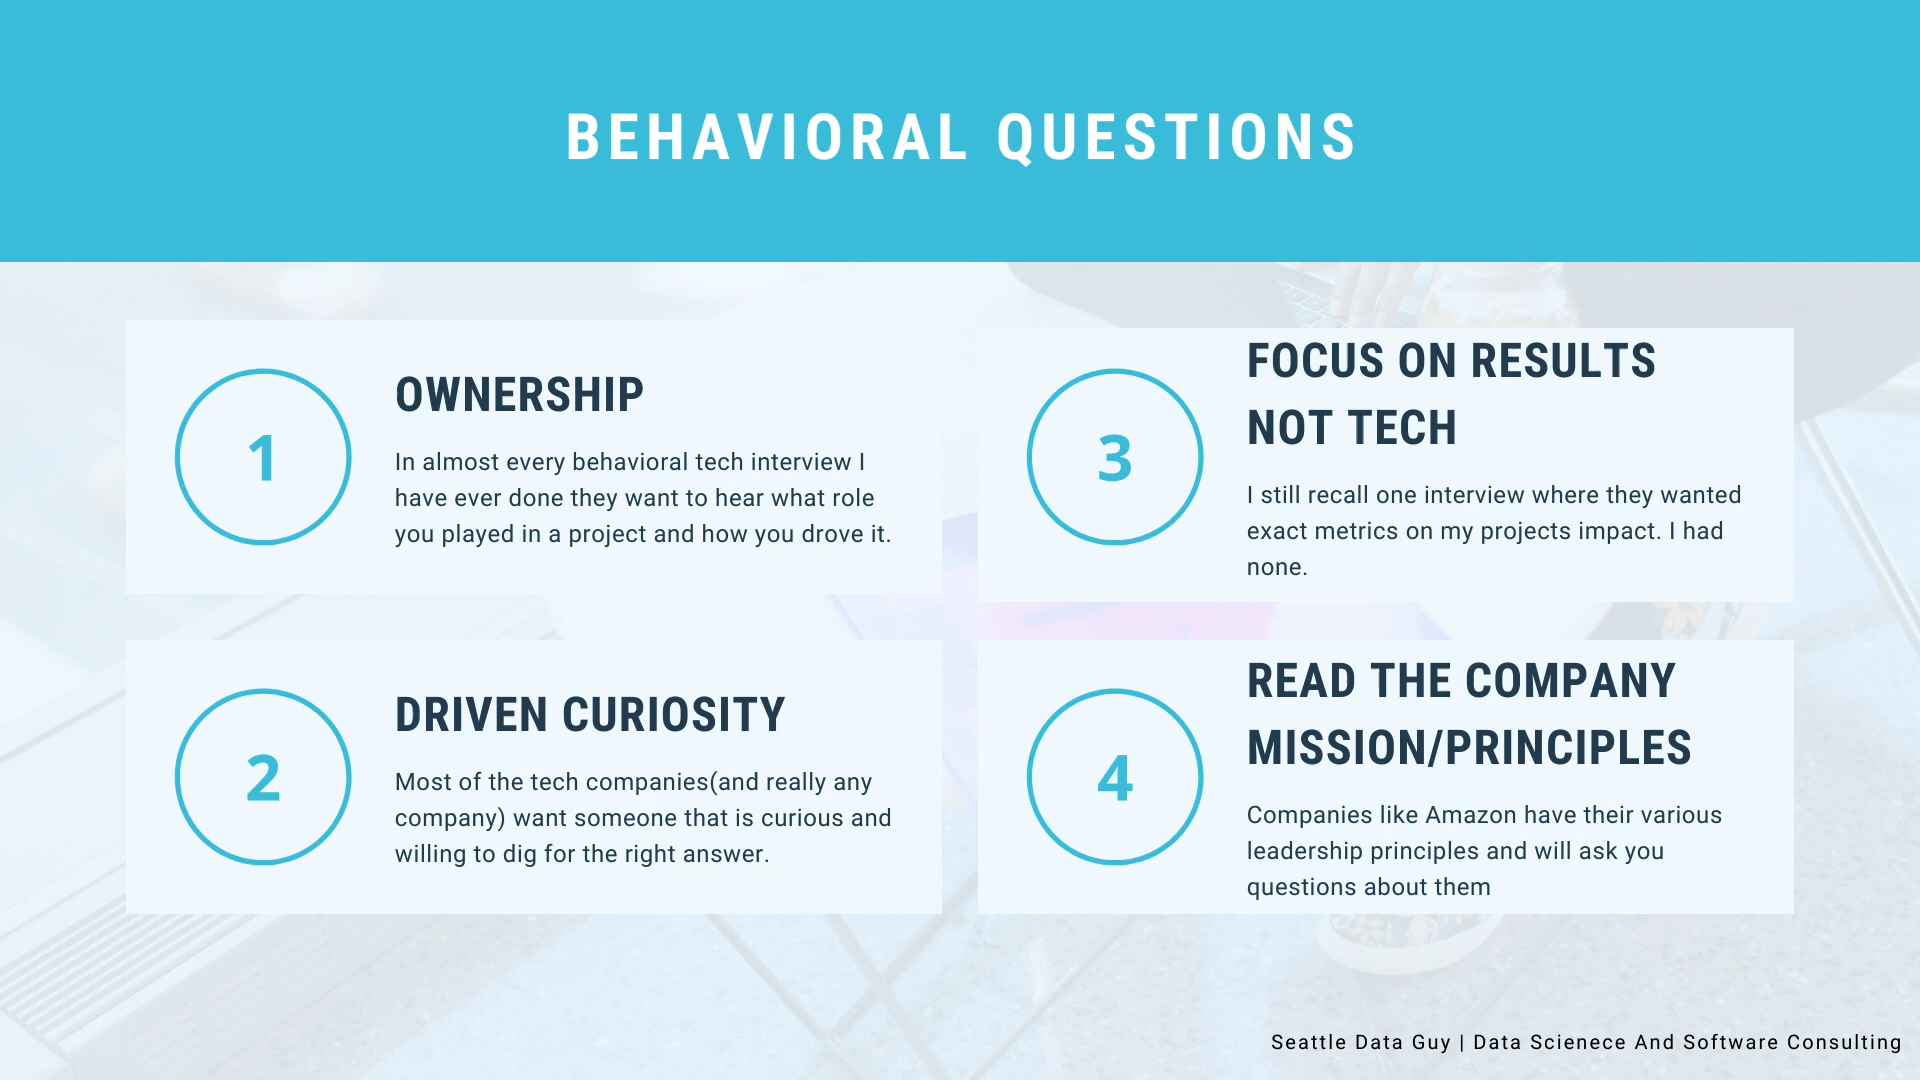 BEHAVIORAL QUESTIONS
1
OWNERSHIP
In almost every behavioral tech interview I
have ever done they want to hear what role
you played in a project and how you drove it.
2
DRIVEN CURIOSITY
Most of the tech companies(and really any
company) want someone that is curious and
willing to dig for the right answer.
3
FOCUS ON RESULTS
NOT TECH
I still recall one interview where they wanted
exact metrics on my projects impact. I had
none.
4
READ THE COMPANY
MISSION/PRINCIPLES
Companies like Amazon have their various
leadership principles and will ask you
questions about them
Seattle Data Guy | Data Scienece And Software Consulting